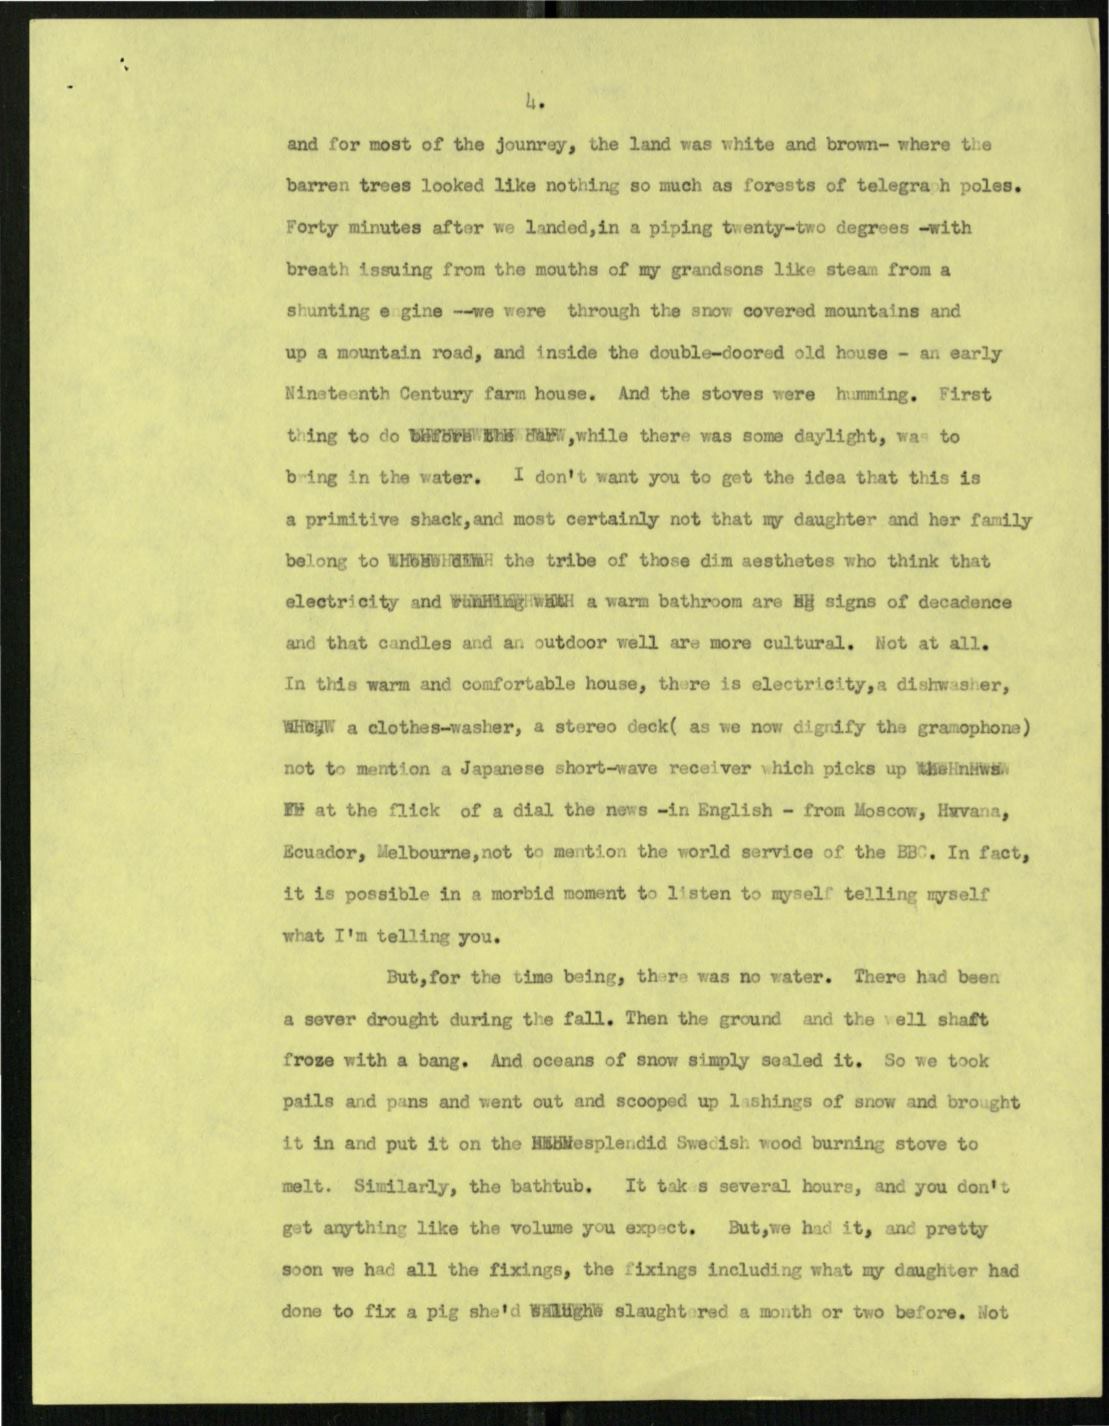 4.
and for most of the jounrey, the land was white and brown- where the
barren trees looked like nothing so much as forests of telegraph poles.
Forty minutes after we landed,in a piping twenty-two degrees -with
breath issuing from the mouths of my grandsons like steam from a
shunting engine --we were through the snow covered mountains and
up a mountain road, and inside the double-doored old house - an early
Nineteenth Century farm house. And the stoves were humming. First
thing to do ,while there was some daylight, was to
bring in the water. I don't want you to get the idea that this is
a primitive shack,and most certainly not that my daughter and her family
belong to the tribe of those dim aesthetes who think that
electricity and a warm bathroom are signs of decadence
and that candles and an outdoor well are more cultural. Not at all.
In this warm and comfortable house, there is electricity,a dishwasher,
a clothes-washer, a stereo deck( as we now dignify the gramophone)
not to mention a Japanese short-wave receiver which picks up
at the flick of a dial the news -in English - from Moscow, Havana,
Ecuador, Melbourne,not to mention the world service of the BBC. In fact,
it is possible in a morbid moment to listen to myself telling myself
what I'm telling you.
But,for the time being, there was no water. There had been
a sever drought during the fall. Then the ground and the well shaft
froze with a bang. And oceans of snow simply sealed it. So we took
pails and pans and went out and scooped up lashings of snow and brought
it in and put it on the esplendid Swedish wood burning stove to
melt. Similarly, the bathtub. It takes several hours, and you don't
get anything like the volume you expect. But,we had it, and pretty
soon we had all the fixings, the fixings including what my daughter had
done to fix a pig she'd slaughtered a month or two before. Not